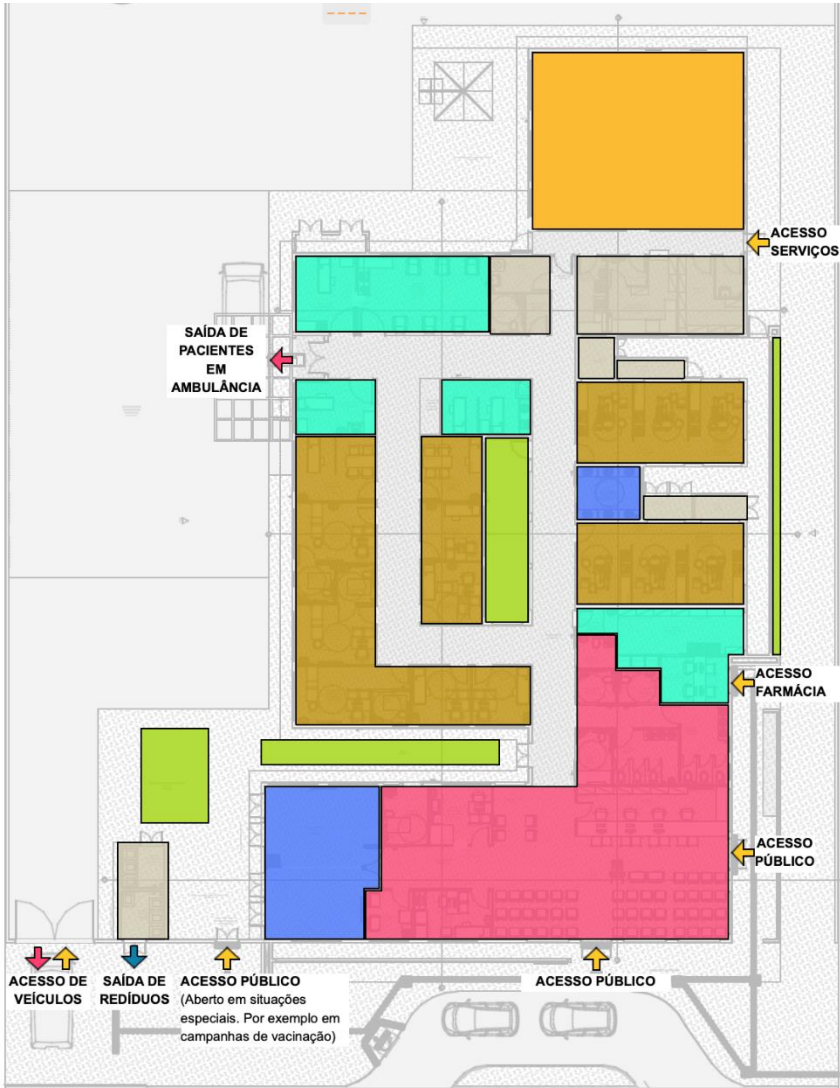 ACESSO
SERVIÇOS
SAÍDA DE
PACIENTES
EM
AMBULÂNCIA
ACESSO
FARMÁCIA
ACESSO
PÚBLICO
ACESSO DE
VEÍCULOS
SAÍDA DE
REDÍDUOS
ACESSO PÚBLICO
(Aberto em situações
especiais. Por exemplo em
campanhas de vacinação)
ACESSO PÚBLICO